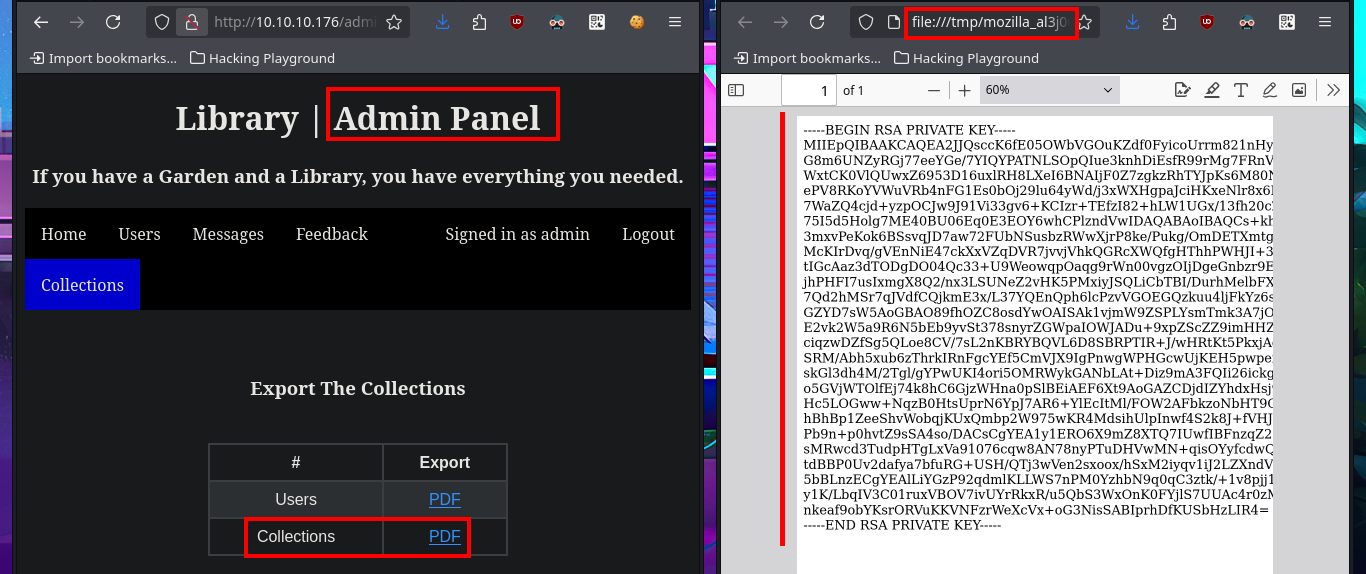 http://10.10.10.176/admi
Import bookmarks... Hacking Playground
Library | Admin Panel
If you have a Garden and a Library, you have everything you needed.
Home Users Messages Feedback Signed in as admin Logout
Collections
Export The Collections
# Export
Users PDF
Collections PDF
file:///tmp/mozilla_al3j0
Import bookmarks... Hacking Playground
1 of 1 60%
-----BEGIN RSA PRIVATE KEY-----
MIIEpQIBAAKCAQEA2JJQsccK6fE05OWbVGOuKZdf0FyicoUrrm821nHy
G8m6UNZyRGj77eeYGe/7YIQYPATNLSOpQIue3knhDiEsfR99rMg7FRnV
WxtCK0VlQUwxZ6953D16uxlRH8LXeI6BNAIjF0Z7zgkzRhTYJpKs6M80N
ePV8RKoYVWuVRb4nFG1Es0bOj29lu64yWd/j3xWXHgpaJciHKxeNlr8x6
7WaZQ4cjd+yzpOCJw9J91Vi33gv6+KCIzr+TEfzI82+hLW1UGx/13fh20c
75I5d5Holg7ME40BU06Eq0E3EOY6whCPlzndVwIDAQABAoIBAQCs+kh
3mxvPeKok6BSsvqJD7aw72FUbNSusbzRWwXjrP8ke/Pukg/OmDETXmtg
McKIrDvq/gVEnNiE47ckXxVZqDVR7jvvjVhkQGRcXWQfgHThhPWHJI+3
tIGcAaz3dTODgDO04Qc33+U9WeowqpOaqg9rWn00vgzOIjDgeGnbzr9E
jhPHFI7usIxmgX8Q2/nx3LSUNeZ2vHK5PMxiyJSQLiCbTBI/DurhMelbFX
7Qd2hMSr7qJVdfCQjkmE3x/L37YQEnQph6lcPzvVGOEGQzkuu4ljFkYz6s
GZYD7sW5AoGBAO89fhOZC8osdYwOAISAk1vjmW9ZSPLYsmTmk3A7jO
E2vk2W5a9R6N5bEb9yvSt378snyrZGWpaIOWJADu+9xpZScZZ9imHHZ
ciqzwDZfSg5QLoe8CV/7sL2nKBRYBQVL6D8SBRPTIR+J/wHRtKt5PkxjA
SRM/Abh5xub6zThrkIRnFgcYEf5CmVJX9IgPnwgWPHGcwUjKEH5pwpe
skGl3dh4M/2Tgl/gYPwUKI4ori5OMRWykGANbLAt+Diz9mA3FQIi26ickg
o5GVjWTOlfEj74k8hC6GjzWHna0pSlBEiAEF6Xt9AoGAZCDjdIZYhdxHsj
Hc5LOGww+NqzB0HtsUprN6YpJ7AR6+YlEcItMl/FOW2AFbkzoNbHT9G
hBhBp1ZeeShvWobqjKUxQmbp2W975wKR4MdsihUlpInwf4S2k8J+fVHJ
Pb9n+p0hvtZ9sSA4so/DACsCgYEA1y1ERO6X9mZ8XTQ7IUwfIBFnzqZ2
sMRwcd3TudpHTgLxVa91076cqw8AN78nyPTuDHVwMN+qisOYyfcdwQ
tdBBP0Uv2dafya7bfuRG+USH/QTj3wVen2sxoox/hSxM2iyqv1iJ2LZXndV
5bBLnzECgYEAlLiYGzP92qdmlKLLWS7nPM0YzhbN9q0qC3ztk/+1v8pjj1
y1K/LbqIV3C01ruxVBOV7ivUYrRkxR/u5QbS3WxOnK0FYjlS7UUAc4r0zM
nkeaf9obYKsrORVuKKVNFzrWeXcVx+oG3NisSABIprhDfKUSbHzLIR4=
-----END RSA PRIVATE KEY-----